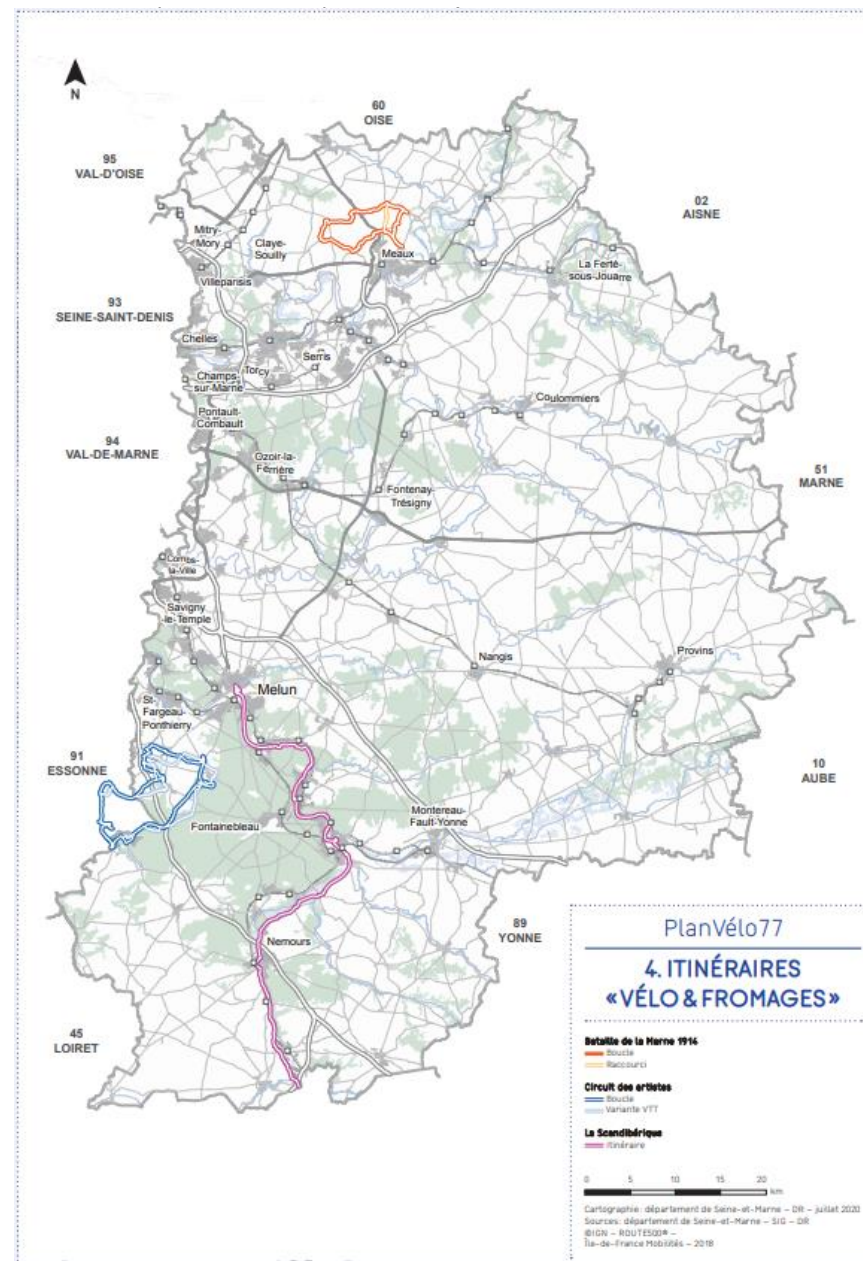 N
60
OISE
95
VAL-D'OISE
02
AISNE
Mitry-
Mory
Claye-
Souilly
Meaux
La Ferté-
sous-Jouarre
Villeparisis
93
SEINE-SAINT-DENIS
Chelles
Serris
Torcy
Champs-
sur-Marne
Coulommiers
Pontault-
Combault
94
VAL-DE-MARNE
Ozoir-la-
Ferrière
51
MARNE
Fontenay-
Trésigny
Combs-
la-Ville
Savigny
-le-Temple
Nangis
Provins
Melun
St-
Fargeau-
Ponthierry
91
ESSONNE
10
AUBE
Montereau-
Fault-Yonne
Fontainebleau
89
YONNE
Nemours
45
LOIRET
PlanVélo77
4. ITINÉRAIRES
«VÉLO & FROMAGES»
Bataille de la Marne 1914
Boucle
Raccourci
Circuit des artistes
Boucle
Variante VTT
La Scandibérique
Itinéraire
0 5 10 15 20
km
Cartographie: département de Seine-et-Marne – DR – juillet 2020
Sources: département de Seine-et-Marne – SIG – DR
©IGN – ROUTE500® –
Île-de-France Mobilités – 2018